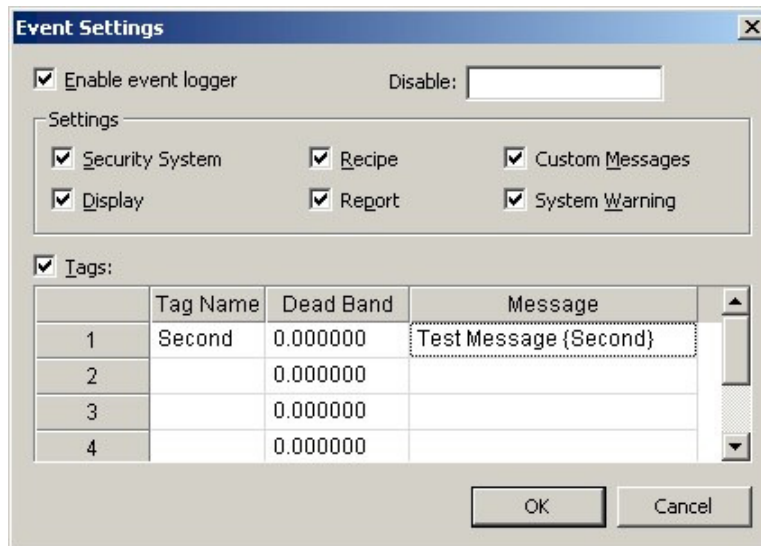 Event Settings
Enable event logger Disable:
Settings
Security System Recipe Custom Messages
Display Report System Warning
Tags:
Tag Name Dead Band Message
1 Second 0.000000 Test Message {Second}
2 0.000000
3 0.000000
4 0.000000
OK Cancel